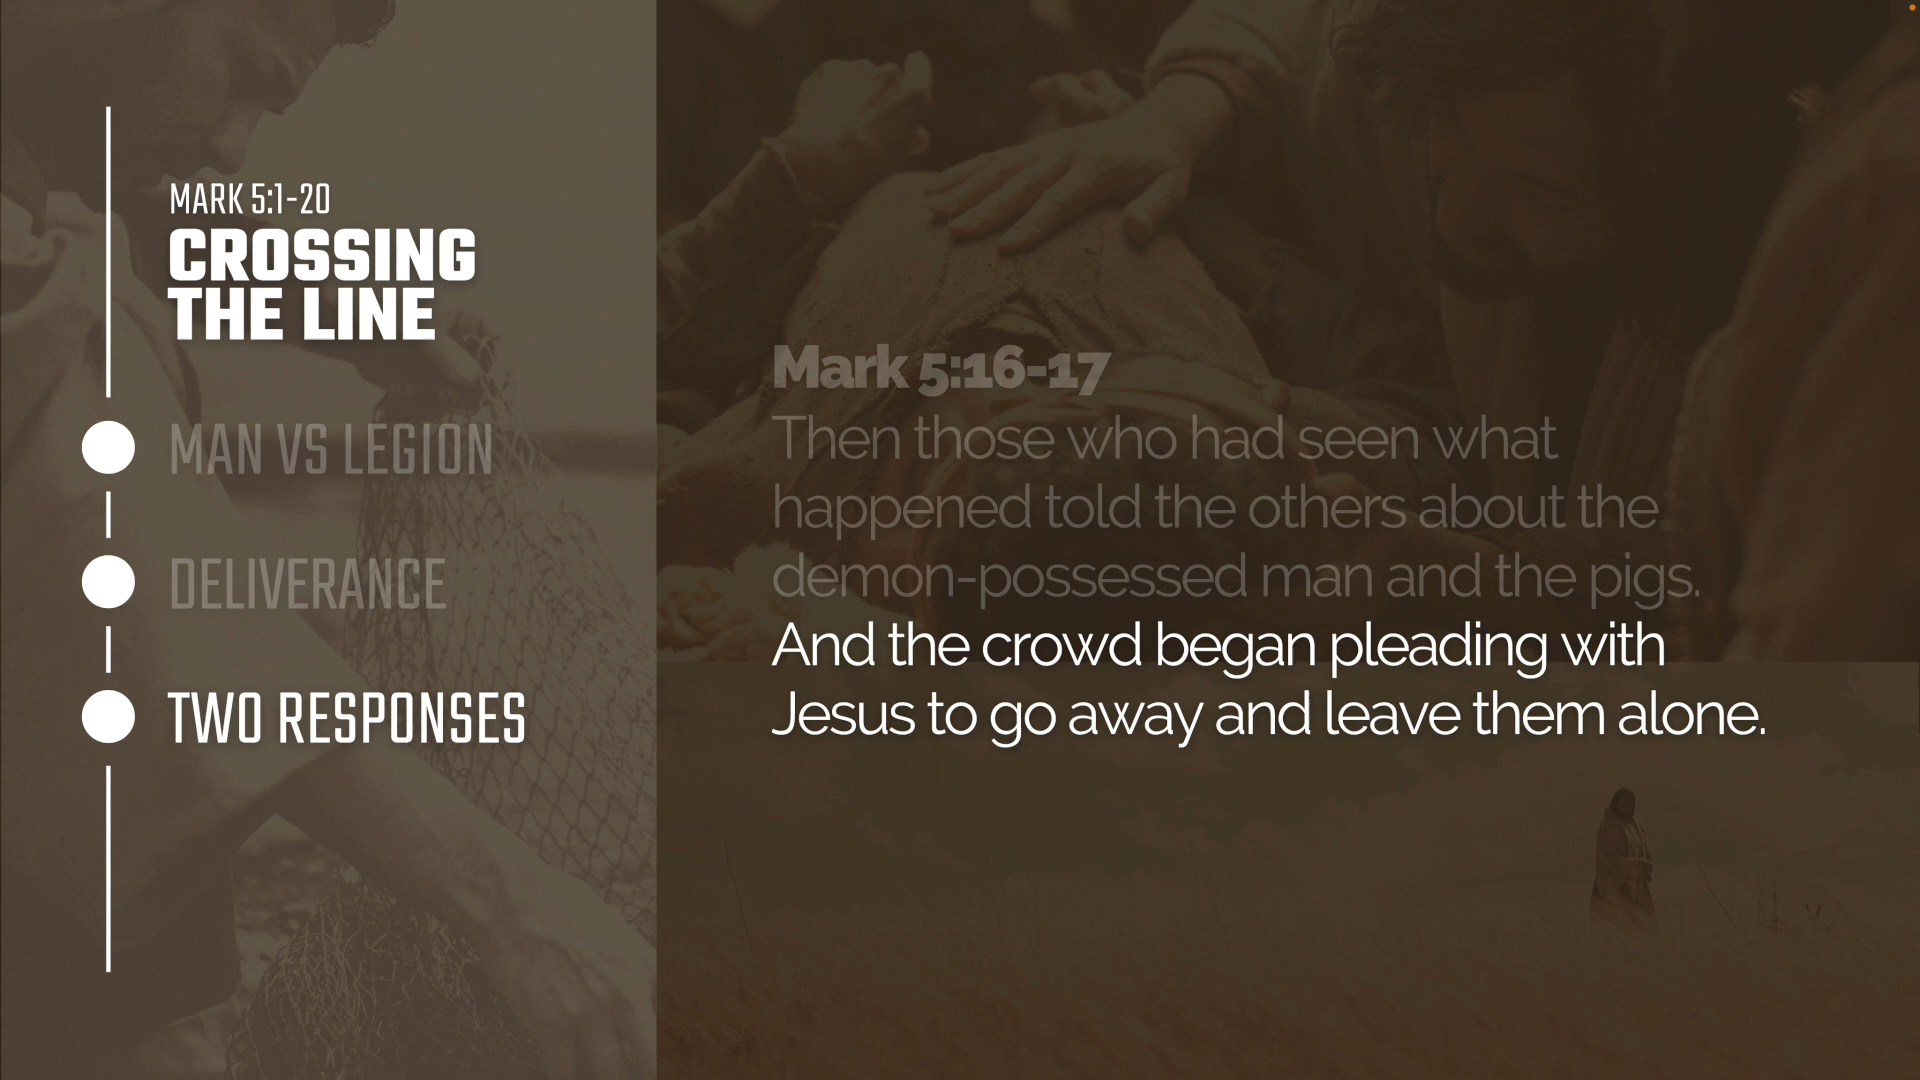 MARK 5:1-20
CROSSING
THE LINE
MAN VS LEGION
DELIVERANCE
TWO RESPONSES
Mark 5:16-17
Then those who had seen what
happened told the others about the
demon-possessed man and the pigs.
And the crowd began pleading with
Jesus to go away and leave them alone.